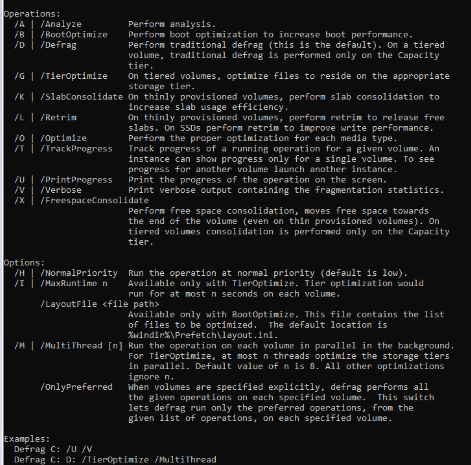 Operations:
/A | /Analyze Perform analysis.
/B | /BootOptimize Perform boot optimization to increase boot performance.
/D | /Defrag Perform traditional defrag (this is the default). On a tiered
volume, traditional defrag is performed only on the Capacity
tier.
/G | /TierOptimize On tiered volumes, optimize files to reside on the appropriate
storage tier.
/K | /SlabConsolidate On thinly provisioned volumes, perform slab consolidation to
increase slab usage efficiency.
/L | /Retrim On thinly provisioned volumes, perform retrim to release free
slabs. On SSDs perform retrim to improve write performance.
/O | /Optimize Perform the proper optimization for each media type.
/T | /TrackProgress Track progress of a running operation for a given volume. An
instance can show progress only for a single volume. To see
progress for another volume launch another instance.
/U | /PrintProgress Print the progress of the operation on the screen.
/V | /Verbose Print verbose output containing the fragmentation statistics.
/X | /FreespaceConsolidate
Perform free space consolidation, moves free space towards
the end of the volume (even on thin provisioned volumes). On
tiered volumes consolidation is performed only on the Capacity
tier.
Options:
/H | /NormalPriority Run the operation at normal priority (default is low).
/I | /MaxRuntime n Available only with TierOptimize. Tier optimization would
run for at most n seconds on each volume.
/LayoutFile <file path>
Available only with BootOptimize. This file contains the list
of files to be optimized. The default location is
%windir%\Prefetch\layout.ini.
/M | /MultiThread [n] Run the operation on each volume in parallel in the background.
For TierOptimize, at most n threads optimize the storage tiers
in parallel. Default value of n is 8. All other optimizations
ignore n.
/OnlyPreferred When volumes are specified explicitly, defrag performs all
the given operations on each specified volume. This switch
lets defrag run only the preferred operations, from the
given list of operations, on each specified volume.
Examples:
Defrag C: /U /V
Defrag C: D: /TierOptimize /MultiThread